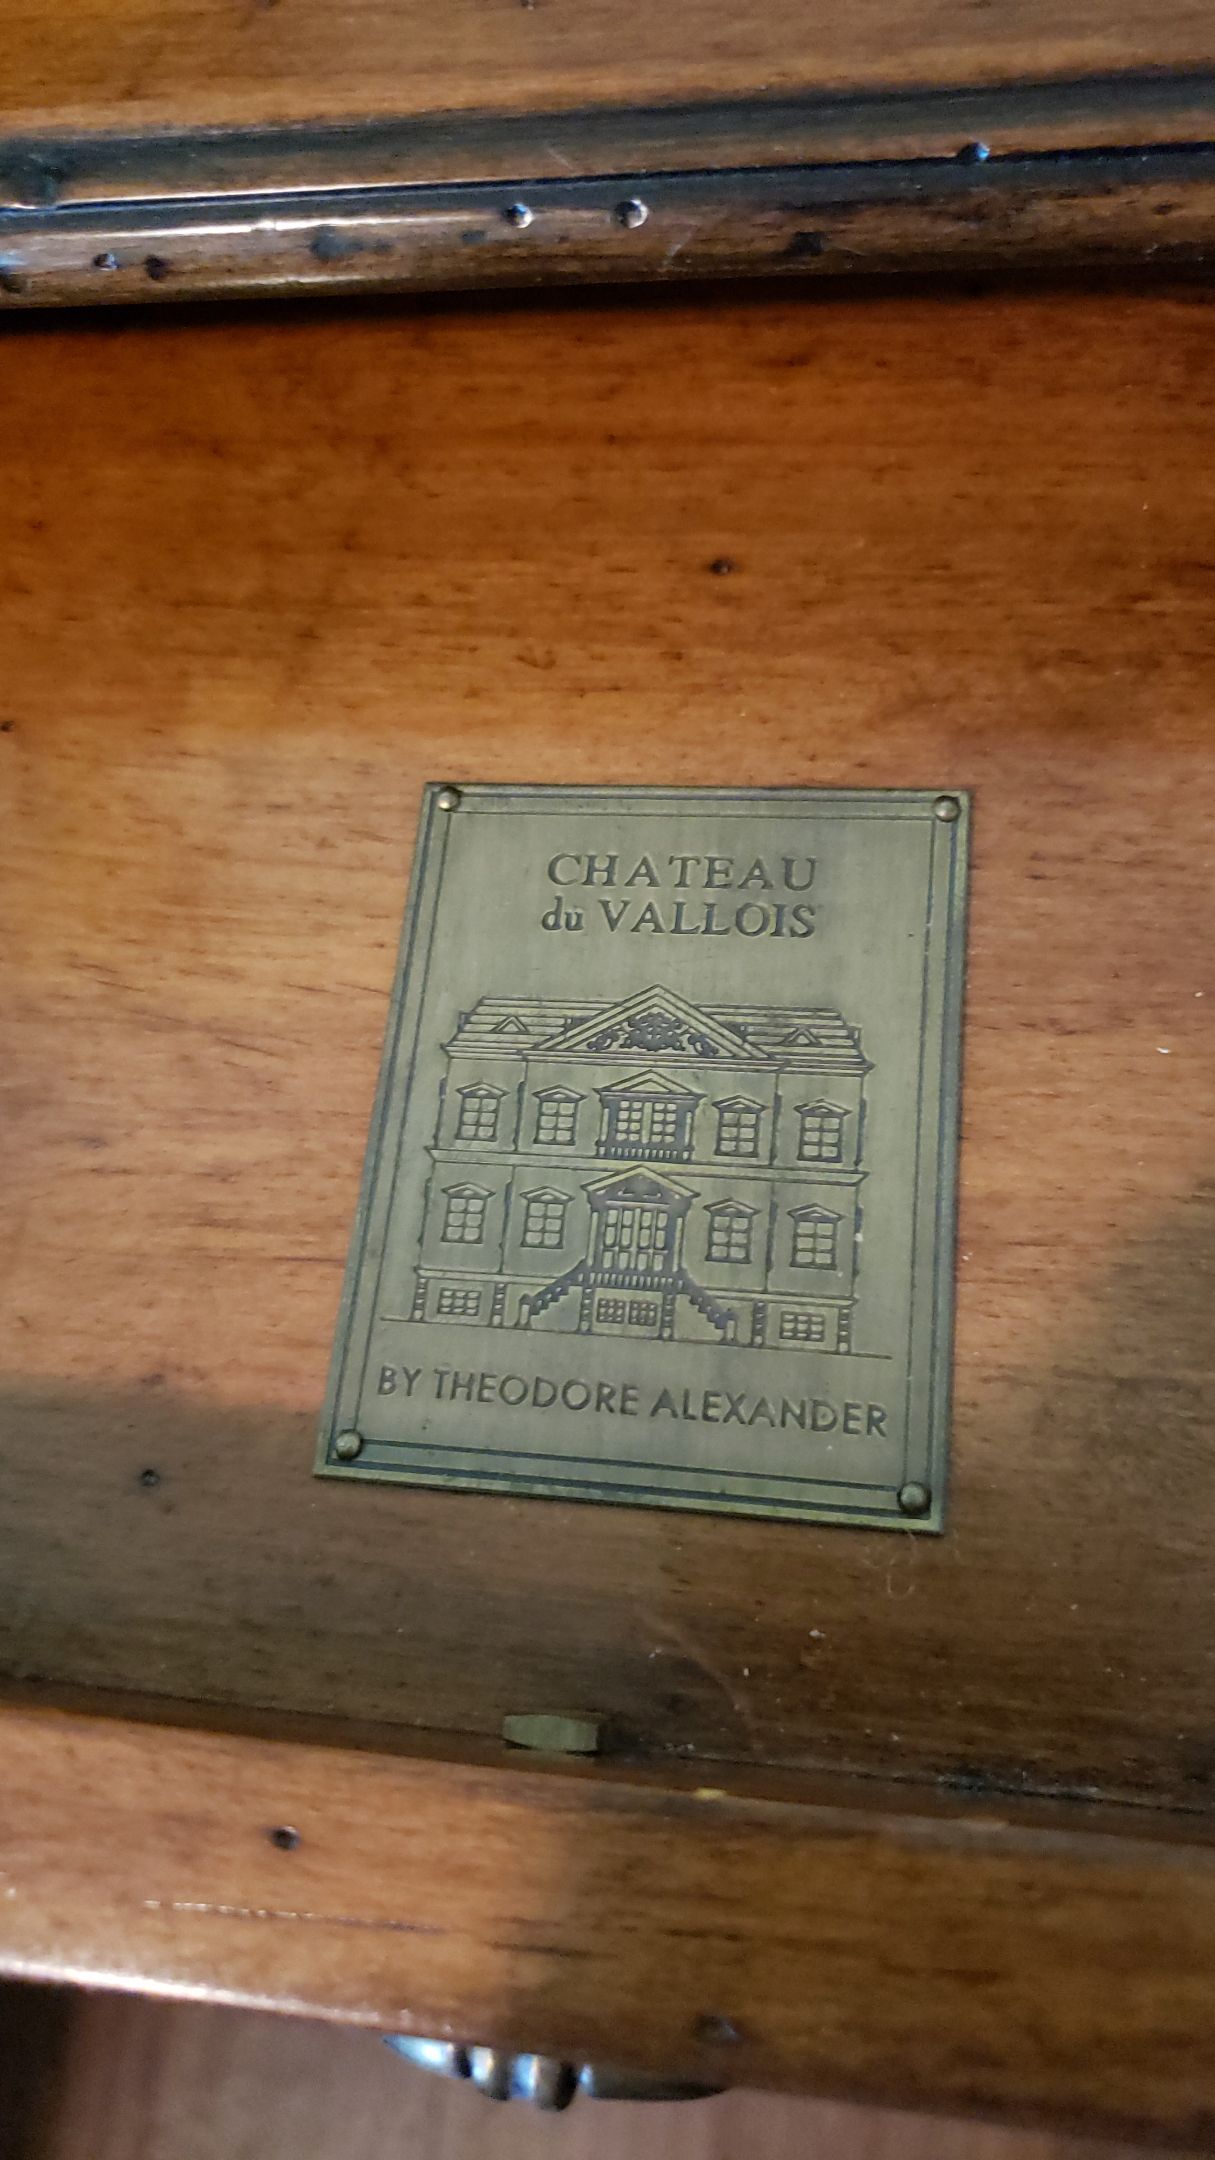 CHATEAU
du VALLOIS
BY THEODORE ALEXANDER